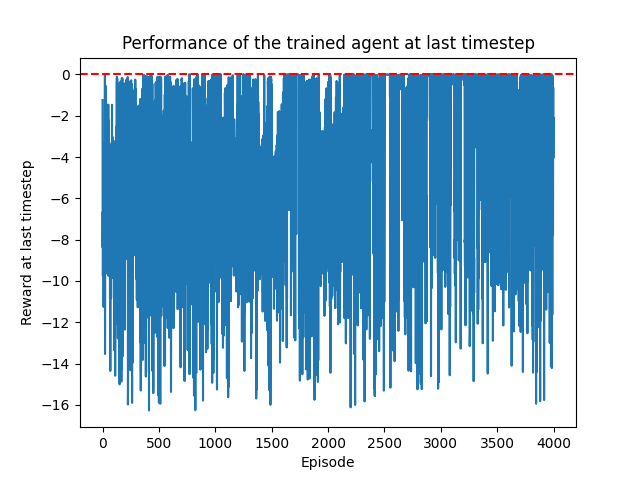 Performance of the trained agent at last timestep
0
−2
−4
−6
−8
−10
−12
−14
−16
Reward at last timestep
0 500 1000 1500 2000 2500 3000 3500 4000
Episode